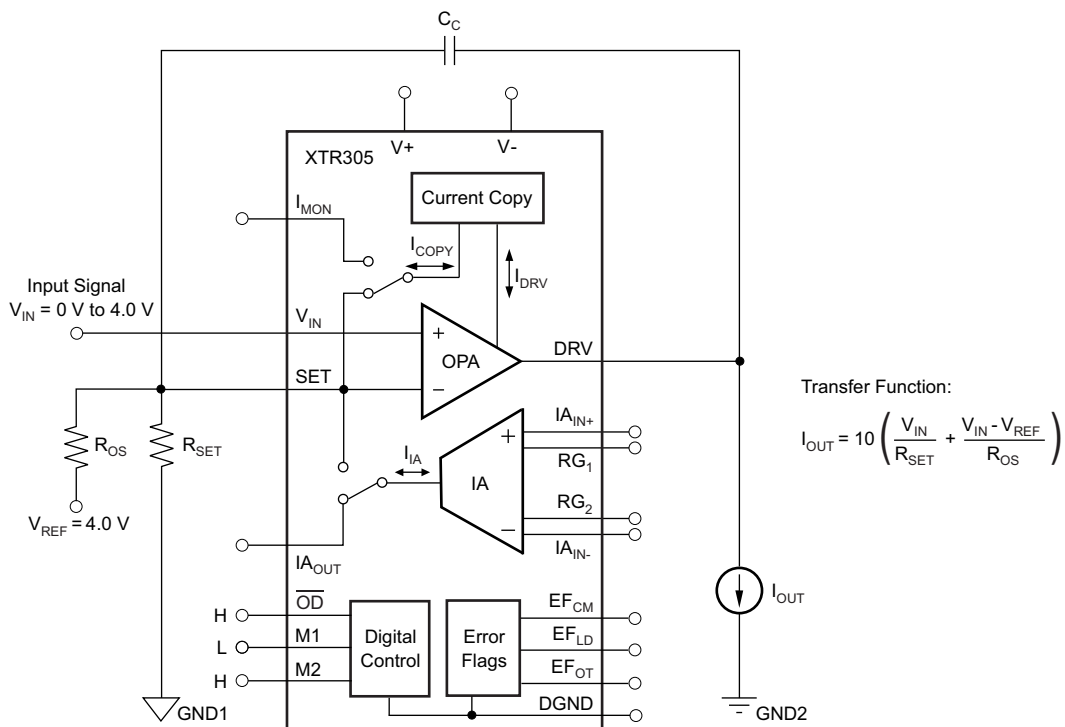 C_C
V+
V-
XTR305
Current Copy
I_MON
I_COPY
I_DRV
Input Signal
V_IN = 0 V to 4.0 V
V_IN
+
OPA
DRV
SET
−
Transfer Function:
I_OUT = 10 ( V_IN / R_SET + V_IN - V_REF / R_OS )
R_OS
R_SET
IA_IN+
+
RG_1
I_IA
IA
RG_2
−
V_REF = 4.0 V
IA_IN-
IA_OUT
I_OUT
H
OD̅
EF_CM
L
M1
Digital Control
Error Flags
EF_LD
H
M2
EF_OT
DGND
GND1
GND2